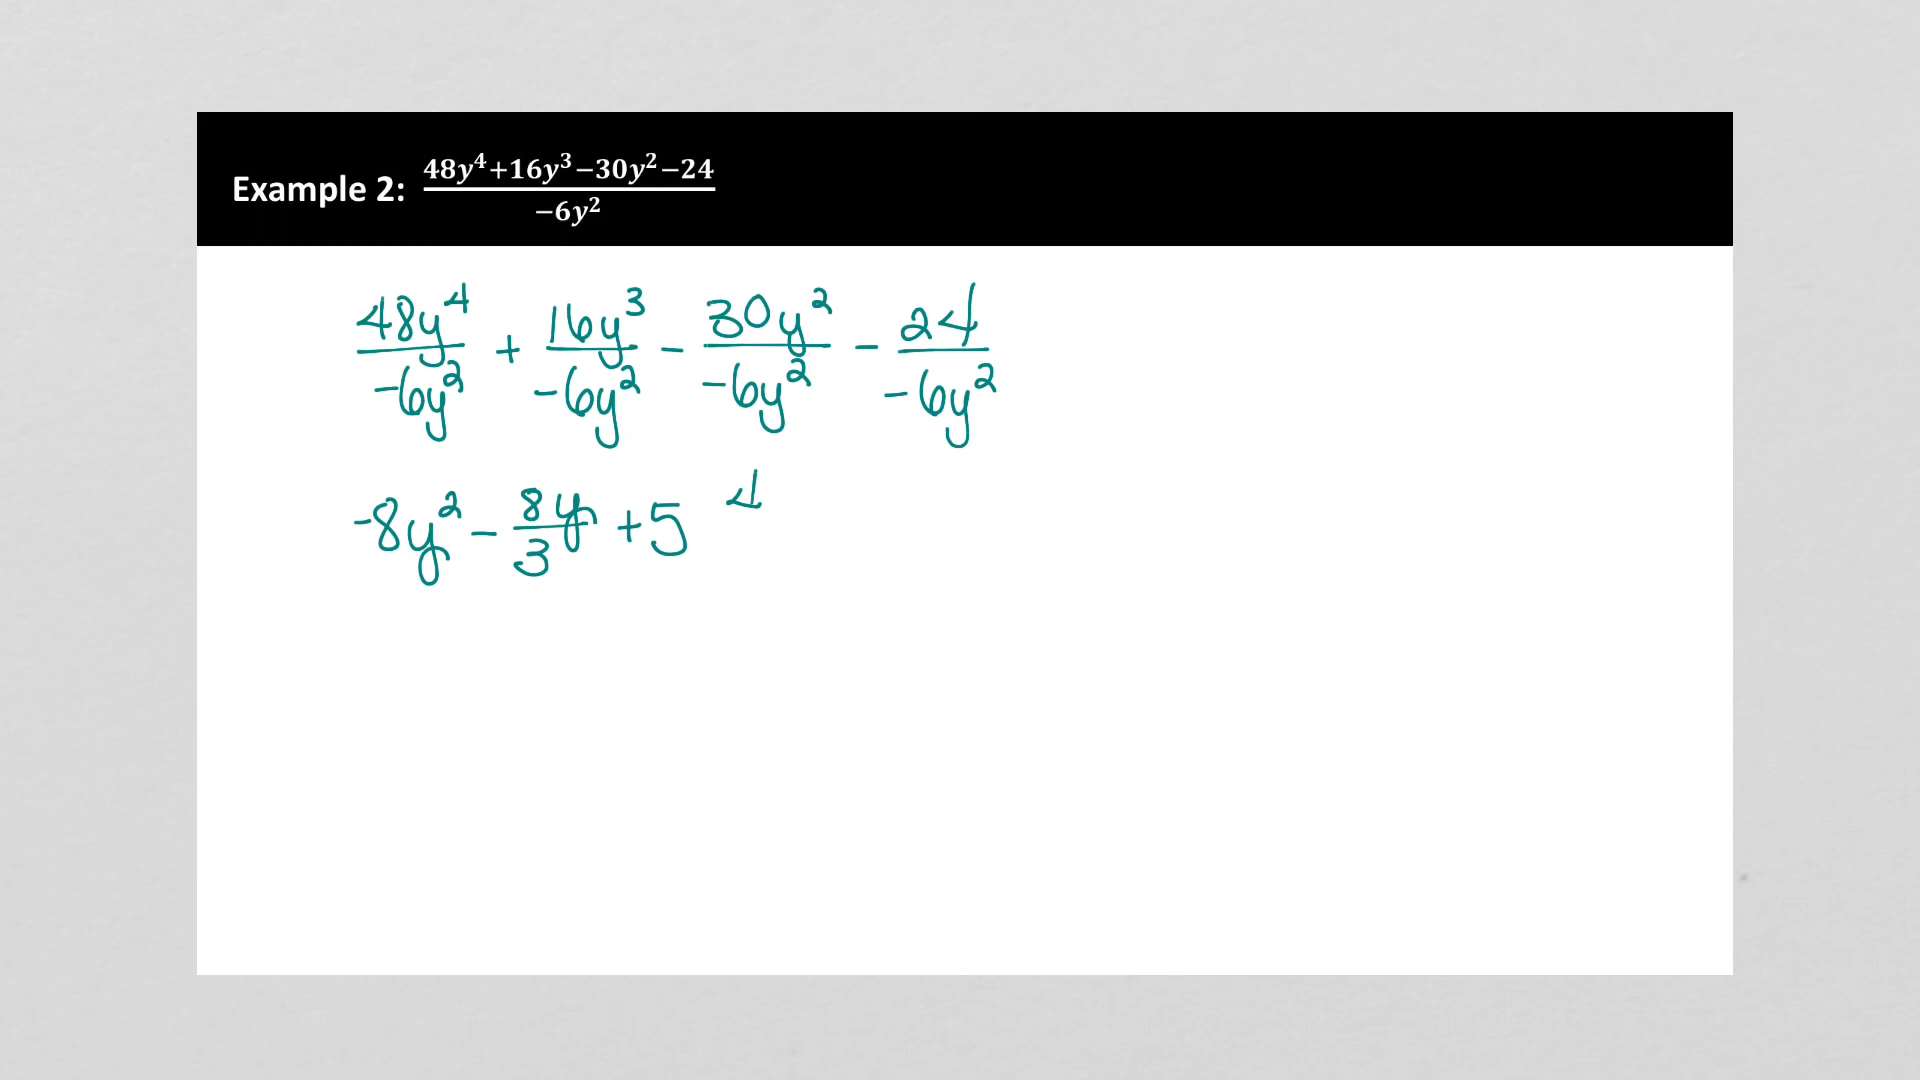 Example 2: (48y⁴+16y³−30y²−24)/(−6y²)
48y⁴/-6y² + 16y³/-6y² - 30y²/-6y² - 24/-6y²
-8y² - 8y/3 + 5 4